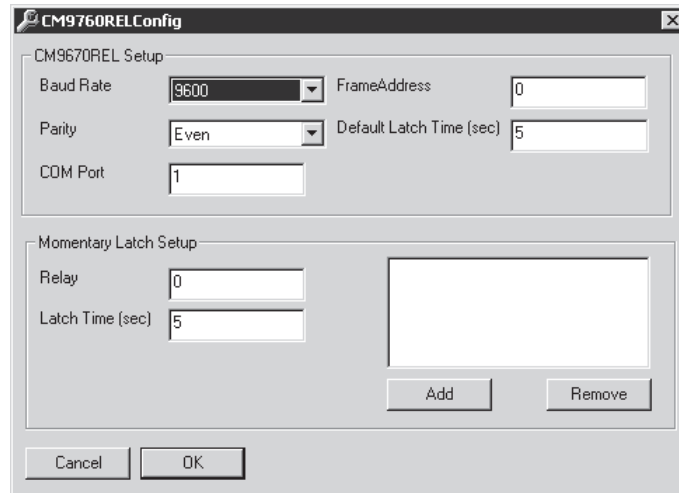 CM9760RELConfig
CM9670REL Setup
Baud Rate 9600 FrameAddress 0
Parity Even Default Latch Time (sec) 5
COM Port 1
Momentary Latch Setup
Relay 0
Latch Time (sec) 5
Add Remove
Cancel OK